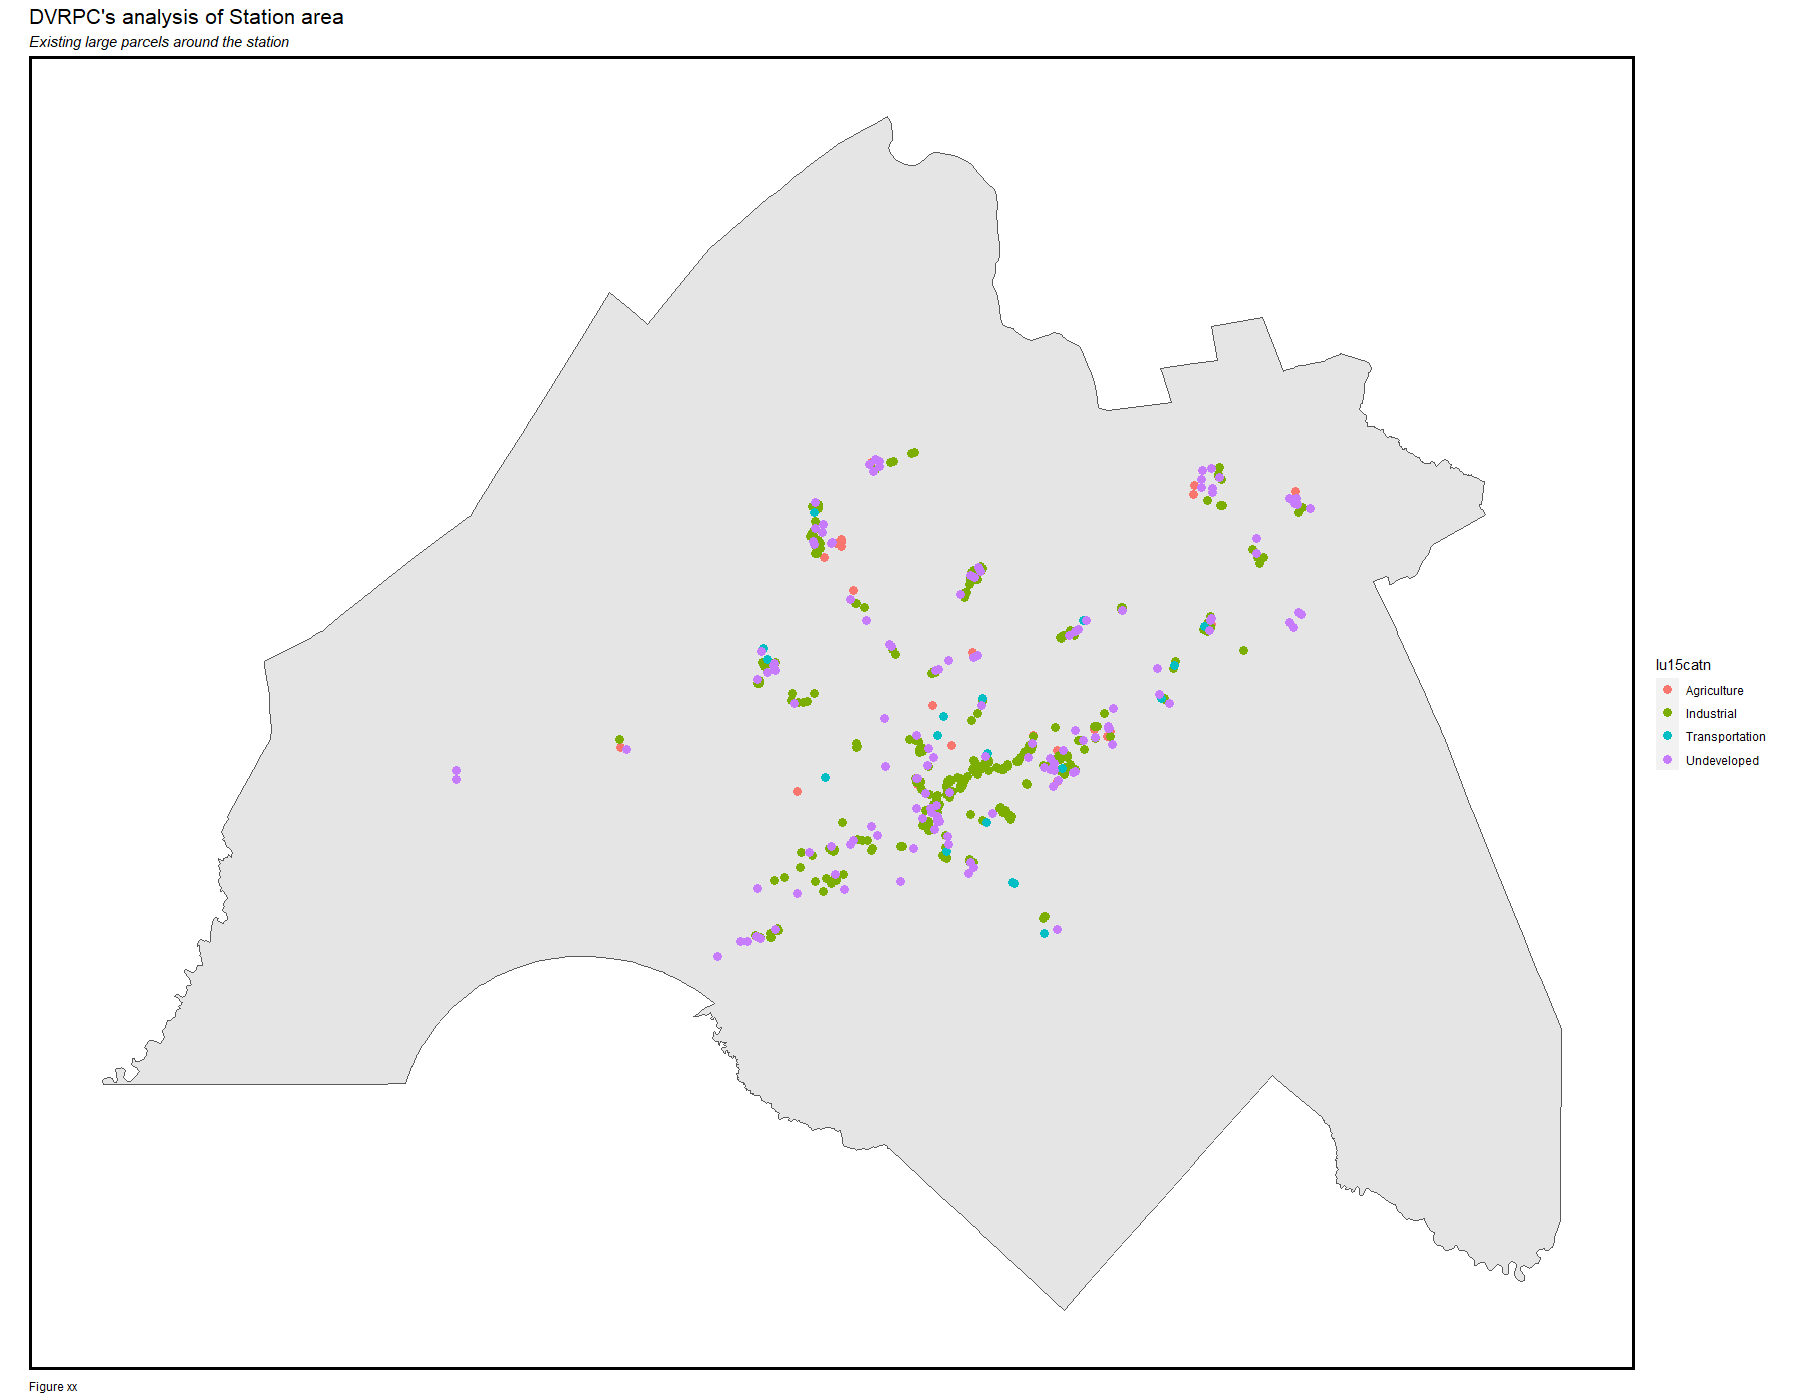 DVRPC's analysis of Station area
Existing large parcels around the station
lu15catn
Agriculture
Industrial
Transportation
Undeveloped
Figure xx